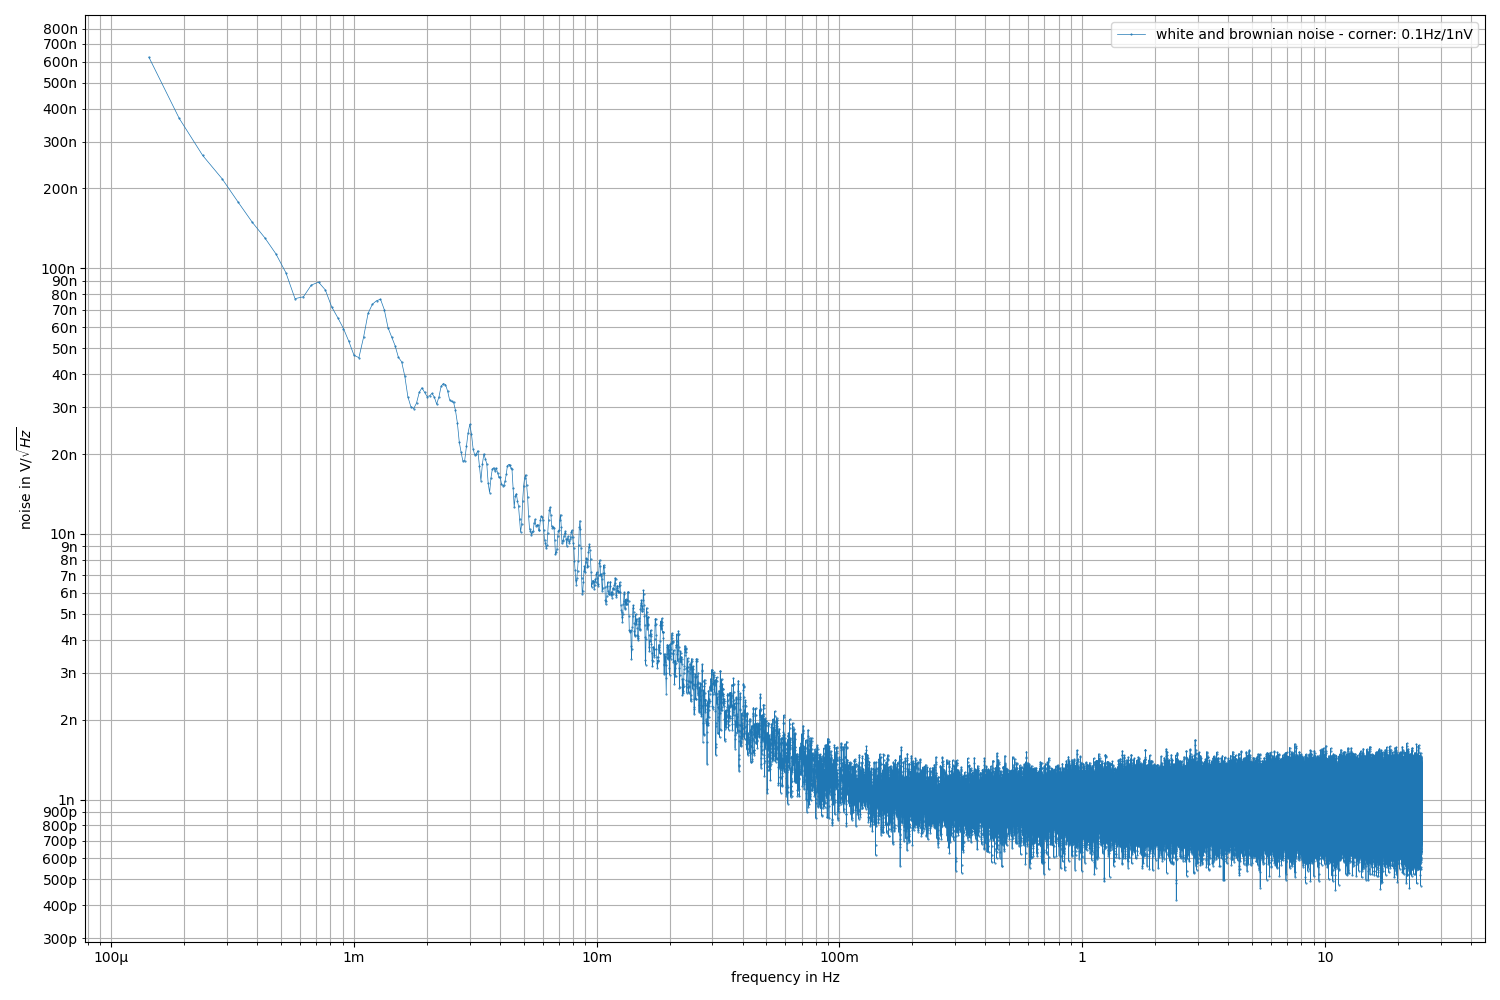 white and brownian noise - corner: 0.1Hz/1nV
800n
700n
600n
500n
400n
300n
200n
100n
90n
80n
70n
60n
50n
40n
30n
20n
10n
9n
8n
7n
6n
5n
4n
3n
2n
1n
900p
800p
700p
600p
500p
400p
300p
noise in V/√Hz
100μ
1m
10m
100m
1
10
frequency in Hz